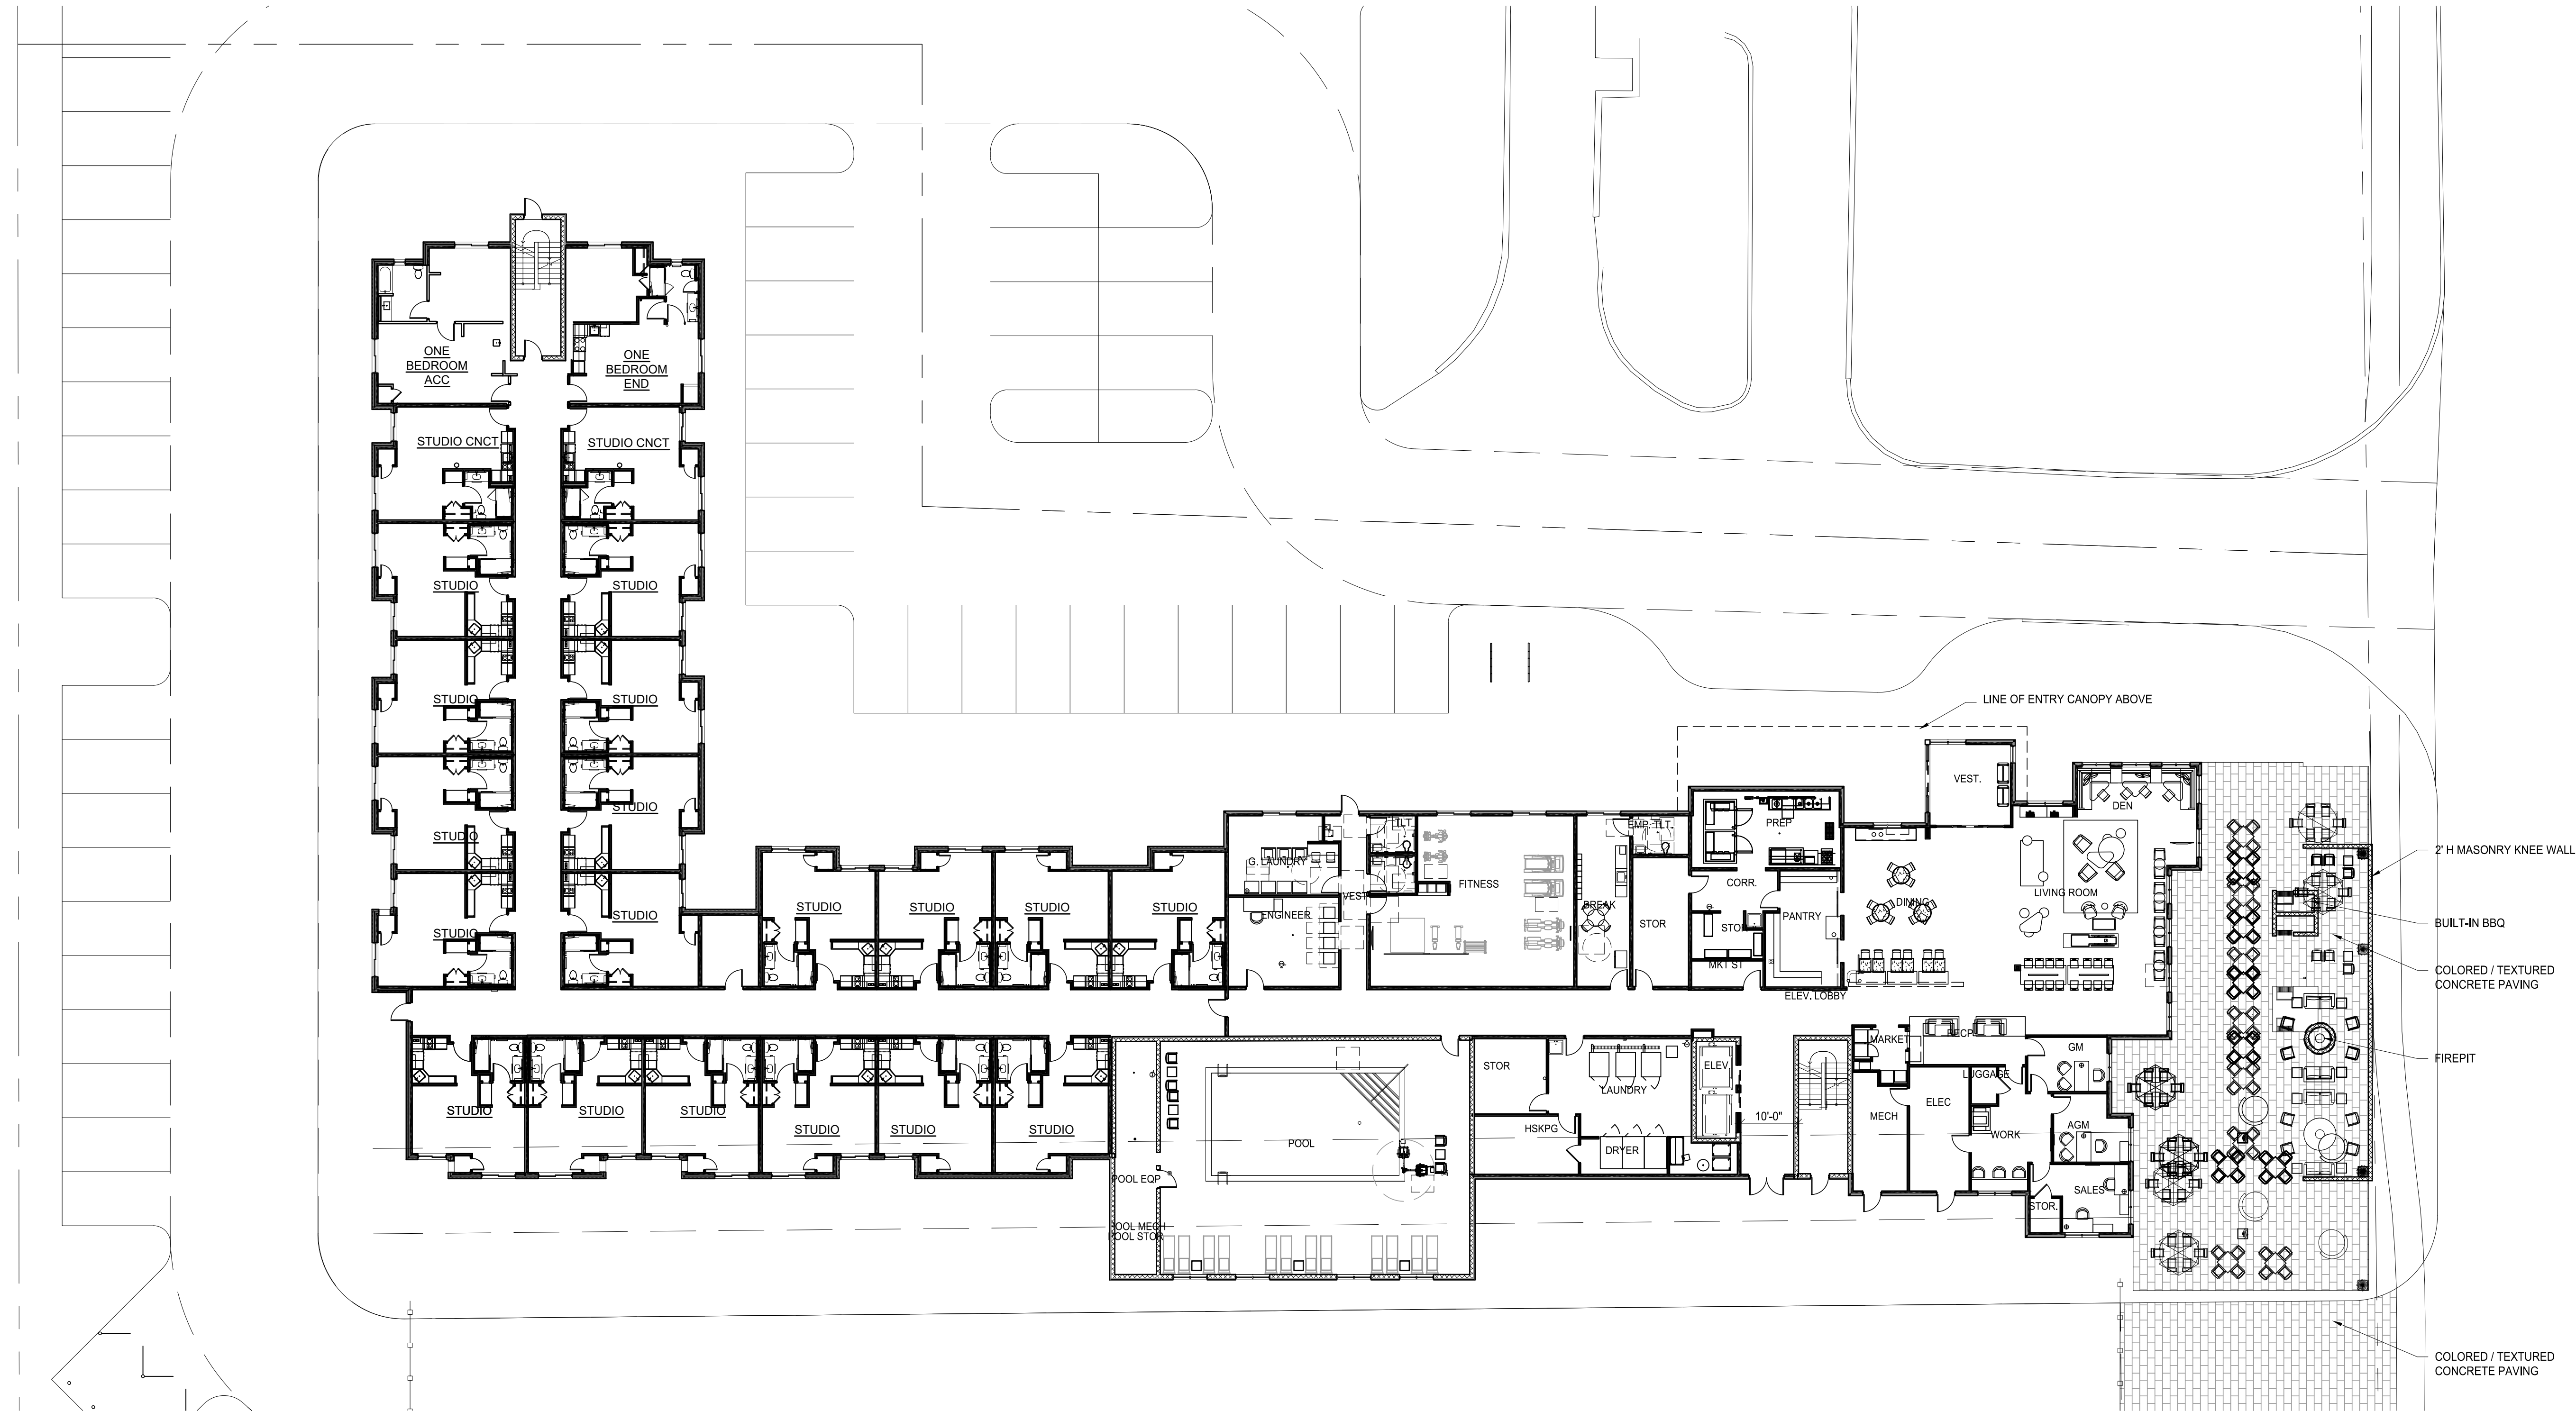 ONE
BEDROOM
ACC
ONE
BEDROOM
END
STUDIO CNCT
STUDIO CNCT
STUDIO
STUDIO
STUDIO
STUDIO
LINE OF ENTRY CANOPY ABOVE
VEST.
STUDIO
STUDIO
STUDIO
STUDIO
STUDIO
STUDIO
STUDIO
STUDIO
G. LAUNDRY
ENGINEER
VEST
TLT.
FITNESS
BREAK
EMP. TLT.
STOR
PREP
CORR.
STOR
MKT ST
PANTRY
DINING
LIVING ROOM
DEN
ELEV. LOBBY
2' H MASONRY KNEE WALL
BUILT-IN BBQ
COLORED / TEXTURED
CONCRETE PAVING
FIREPIT
STUDIO
STUDIO
STUDIO
STUDIO
STUDIO
STUDIO
POOL EQP
POOL MECH
POOL STOR
POOL
STOR
HSKPG
LAUNDRY
DRYER
ELEV.
10'-0"
MARKET
RECP.
MECH
ELEC
LUGGAGE
WORK
GM
AGM
SALES
STOR.
COLORED / TEXTURED
CONCRETE PAVING